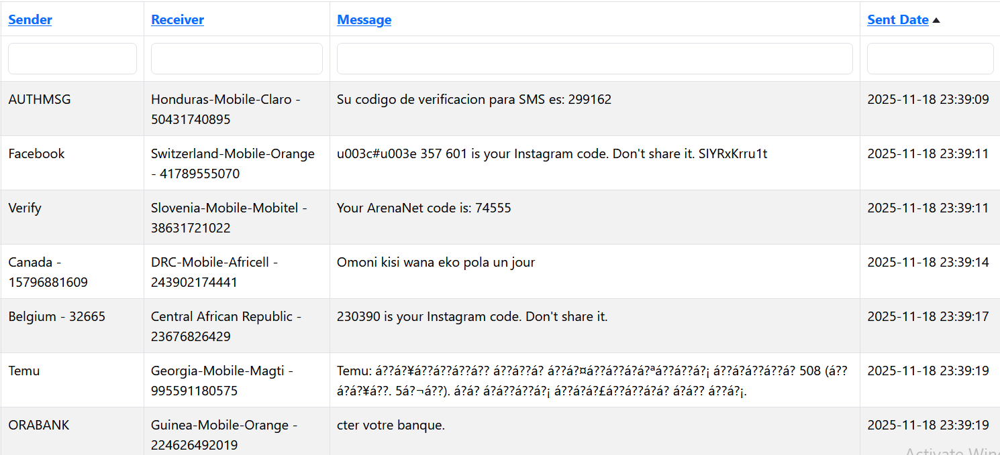 Sender Receiver Message Sent Date
AUTHMSG Honduras-Mobile-Claro - Su codigo de verificacion para SMS es: 299162 2025-11-18 23:39:09
50431740895
Facebook Switzerland-Mobile-Orange u003c#u003e 357 601 is your Instagram code. Don't share it. SIYRxKrru1t 2025-11-18 23:39:11
- 41789555070
Verify Slovenia-Mobile-Mobitel - Your ArenaNet code is: 74555 2025-11-18 23:39:11
38631721022
Canada - DRC-Mobile-Africell - Omoni kisi wana eko pola un jour 2025-11-18 23:39:14
15796881609 243902174441
Belgium - 32665 Central African Republic - 230390 is your Instagram code. Don't share it. 2025-11-18 23:39:17
23676826429
Temu Georgia-Mobile-Magti - Temu: á??á?¥á??á??á??á?? á??á??á? á??á?¤á??á??á?á?ªá??á??á?¡ á??á?á??á??á? 508 (á?? 2025-11-18 23:39:19
995591180575 á?á?¥á??. 5á?¬á??). á?á? á?á??á??á?¡ á??á?á?£á??á??á?á? á?á?? á??á?¡.
ORABANK Guinea-Mobile-Orange - cter votre banque. 2025-11-18 23:39:19
224626492019